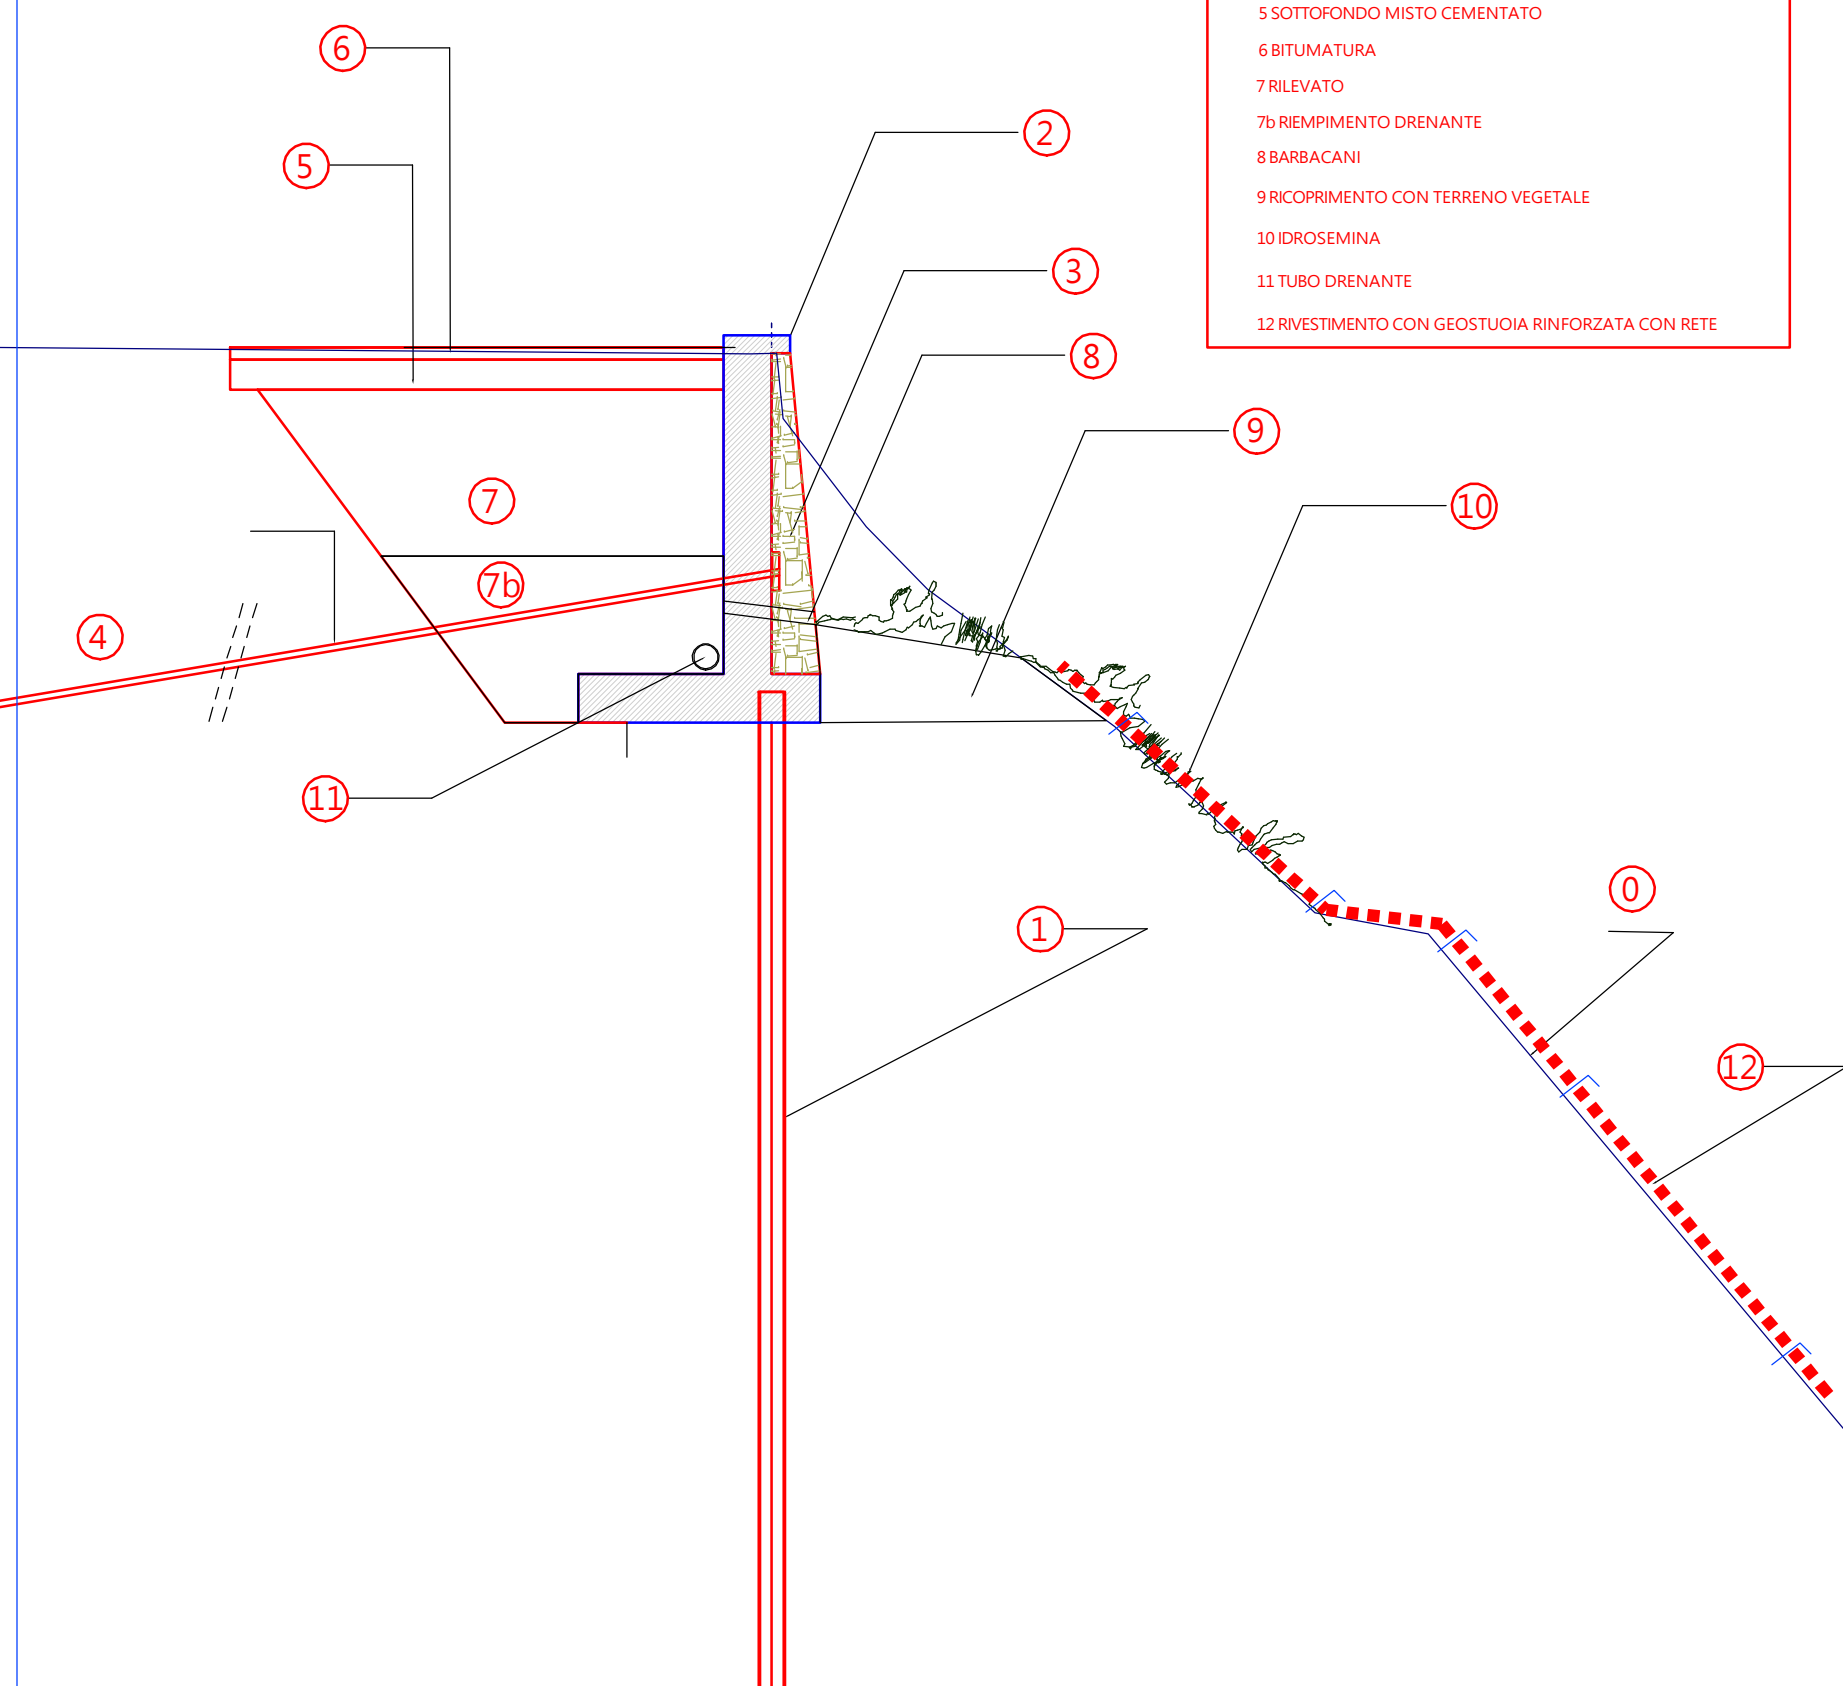 5 SOTTOFONDO MISTO CEMENTATO
6 BITUMATURA
7 RILEVATO
7b RIEMPIMENTO DRENANTE
8 BARBACANI
9 RICOPRIMENTO CON TERRENO VEGETALE
10 IDROSEMINA
11 TUBO DRENANTE
12 RIVESTIMENTO CON GEOSTUOIA RINFORZATA CON RETE
6
2
5
3
8
9
7
10
7b
4
11
0
1
12